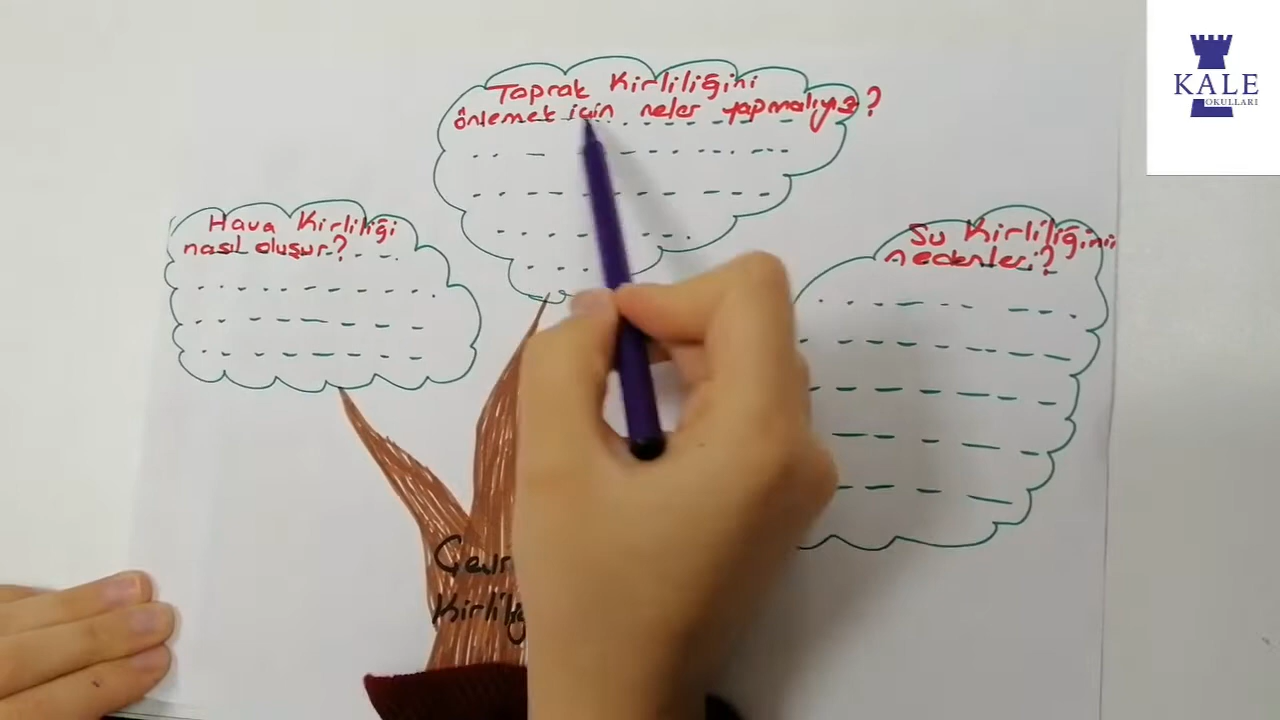 Toprak Kirliliğini
önlemek için neler yapmalıyız?
Hava Kirliliği
nasıl oluşur?
Su Kirliliğinin
nedenleri?
KALE
OKULLARI